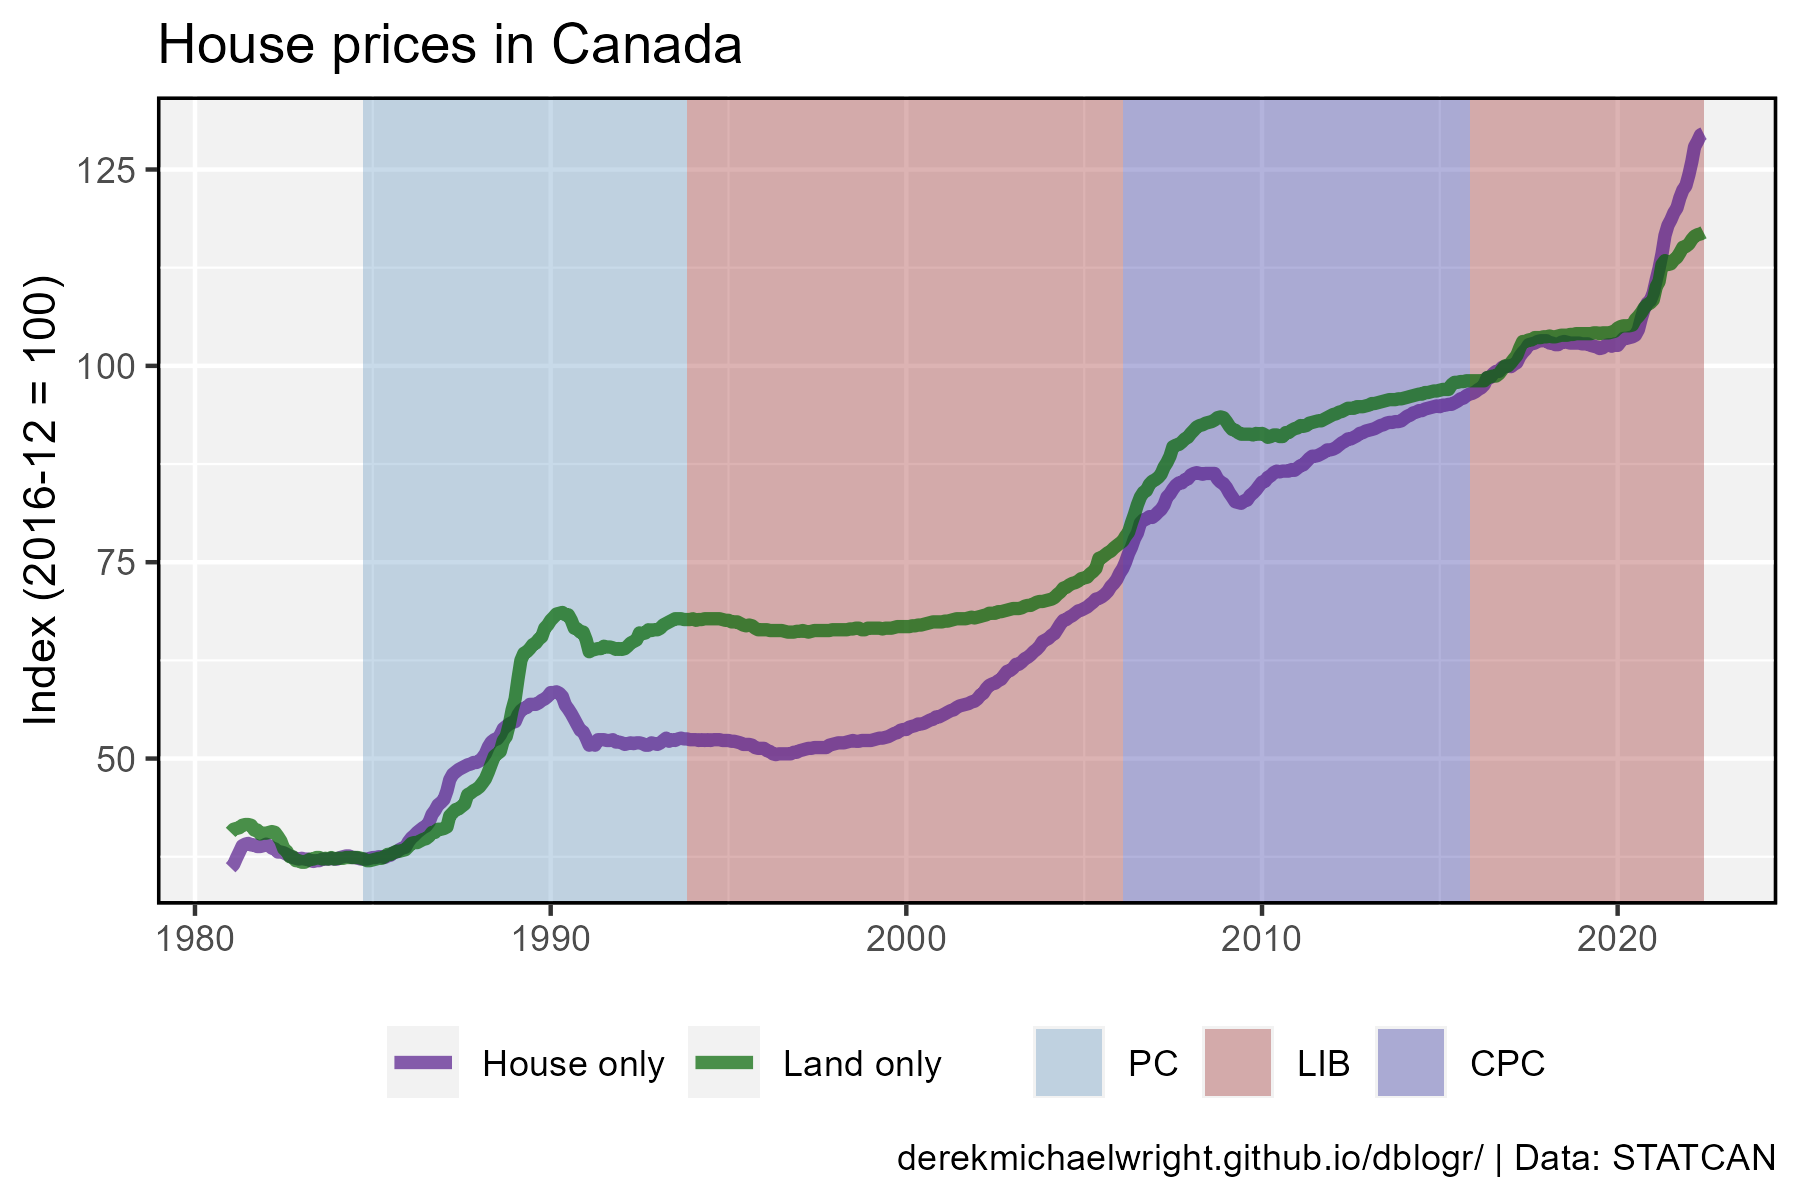 House prices in Canada
Index (2016-12 = 100)
125
100
75
50
1980 1990 2000 2010 2020
House only Land only PC LIB CPC
derekmichaelwright.github.io/dblogr/ | Data: STATCAN